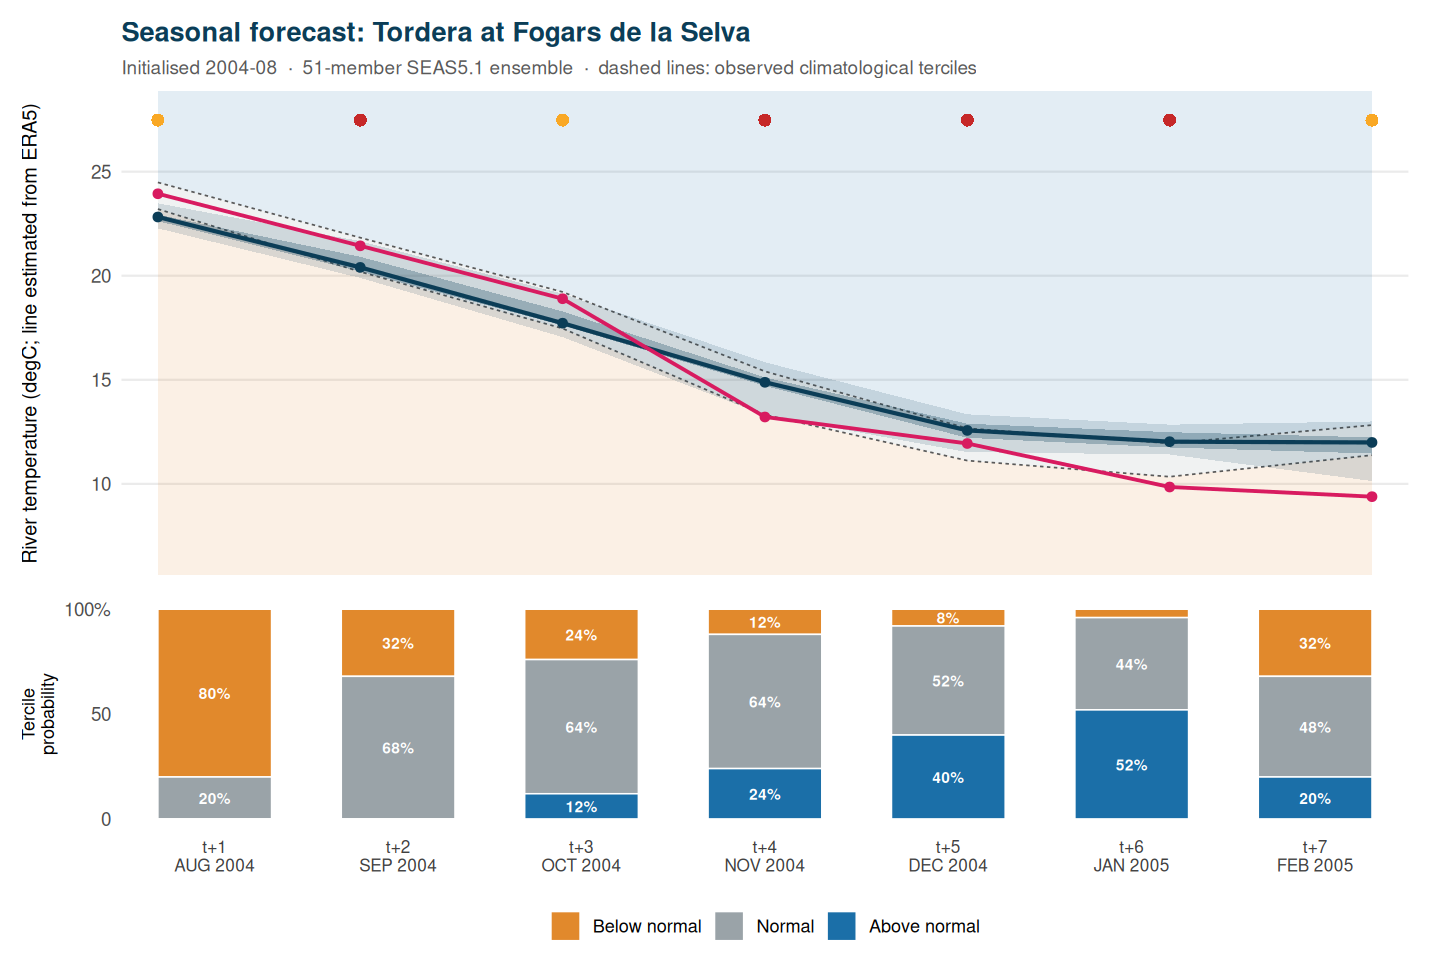 Seasonal forecast: Tordera at Fogars de la Selva
Initialised 2004-08 · 51-member SEAS5.1 ensemble · dashed lines: observed climatological terciles
River temperature (degC; line estimated from ERA5)
25
20
15
10
Tercile
probability
100%
50
0
80%
20%
32%
68%
24%
64%
12%
12%
64%
24%
8%
52%
40%
44%
52%
32%
48%
20%
t+1
AUG 2004
t+2
SEP 2004
t+3
OCT 2004
t+4
NOV 2004
t+5
DEC 2004
t+6
JAN 2005
t+7
FEB 2005
Below normal
Normal
Above normal